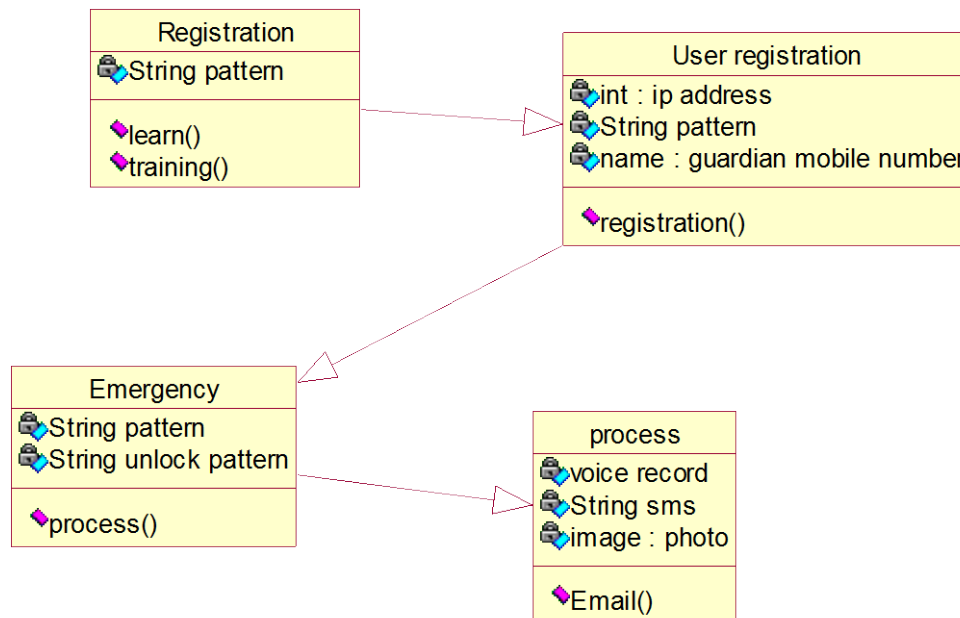 Registration
String pattern
learn()
training()
User registration
int : ip address
String pattern
name : guardian mobile number
registration()
Emergency
String pattern
String unlock pattern
process()
process
voice record
String sms
image : photo
Email()